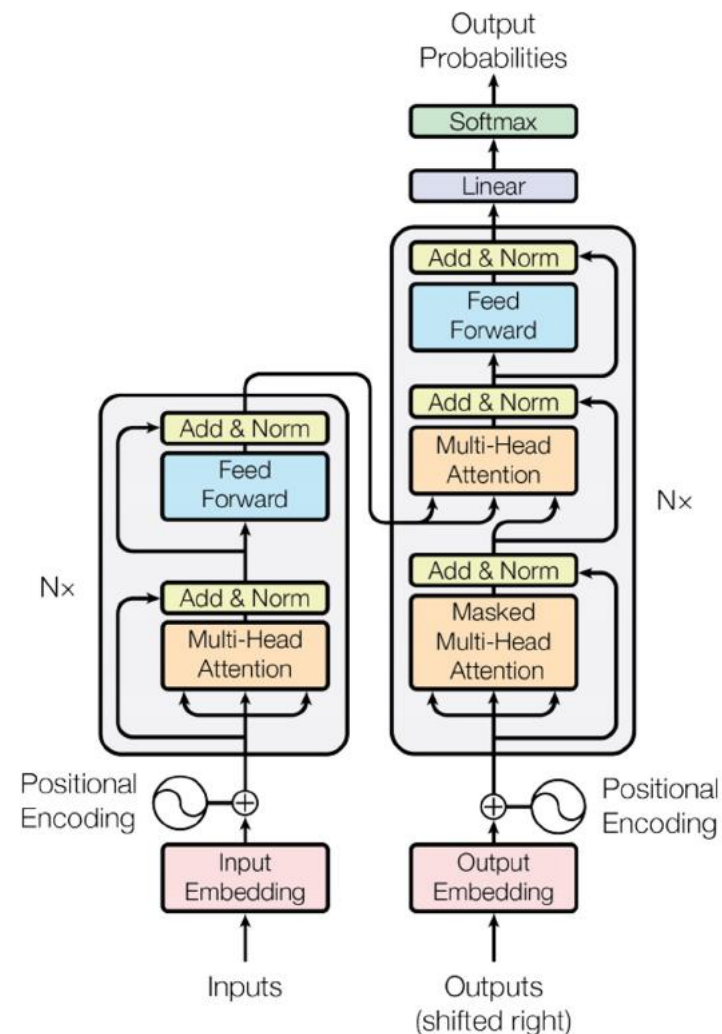 Output
Probabilities
Softmax
Linear
Add & Norm
Feed
Forward
Add & Norm
Multi-Head
Attention
Add & Norm
Masked
Multi-Head
Attention
Nx
Add & Norm
Feed
Forward
Add & Norm
Multi-Head
Attention
Nx
Positional
Encoding
Positional
Encoding
Input
Embedding
Output
Embedding
Inputs
Outputs
(shifted right)